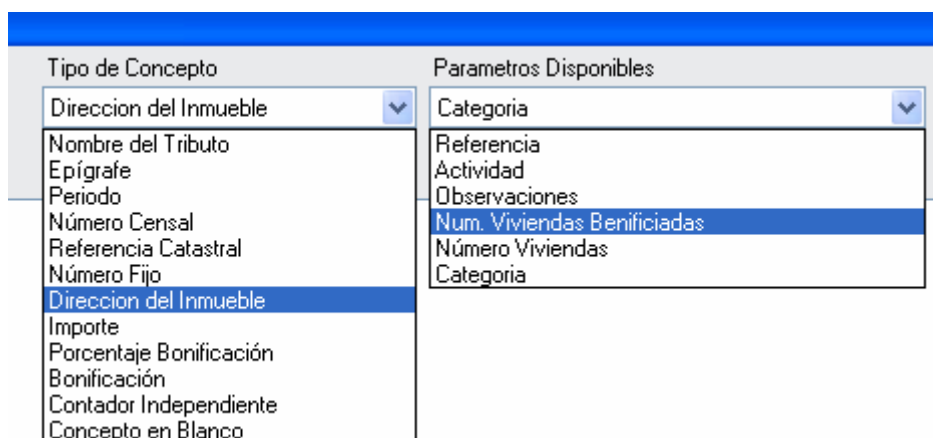 Tipo de Concepto
Parametros Disponibles
Direccion del Inmueble
Categoria
Nombre del Tributo
Epígrafe
Periodo
Número Censal
Referencia Catastral
Número Fijo
Direccion del Inmueble
Importe
Porcentaje Bonificación
Bonificación
Contador Independiente
Concepto en Blanco
Referencia
Actividad
Observaciones
Num. Viviendas Benificiadas
Número Viviendas
Categoria